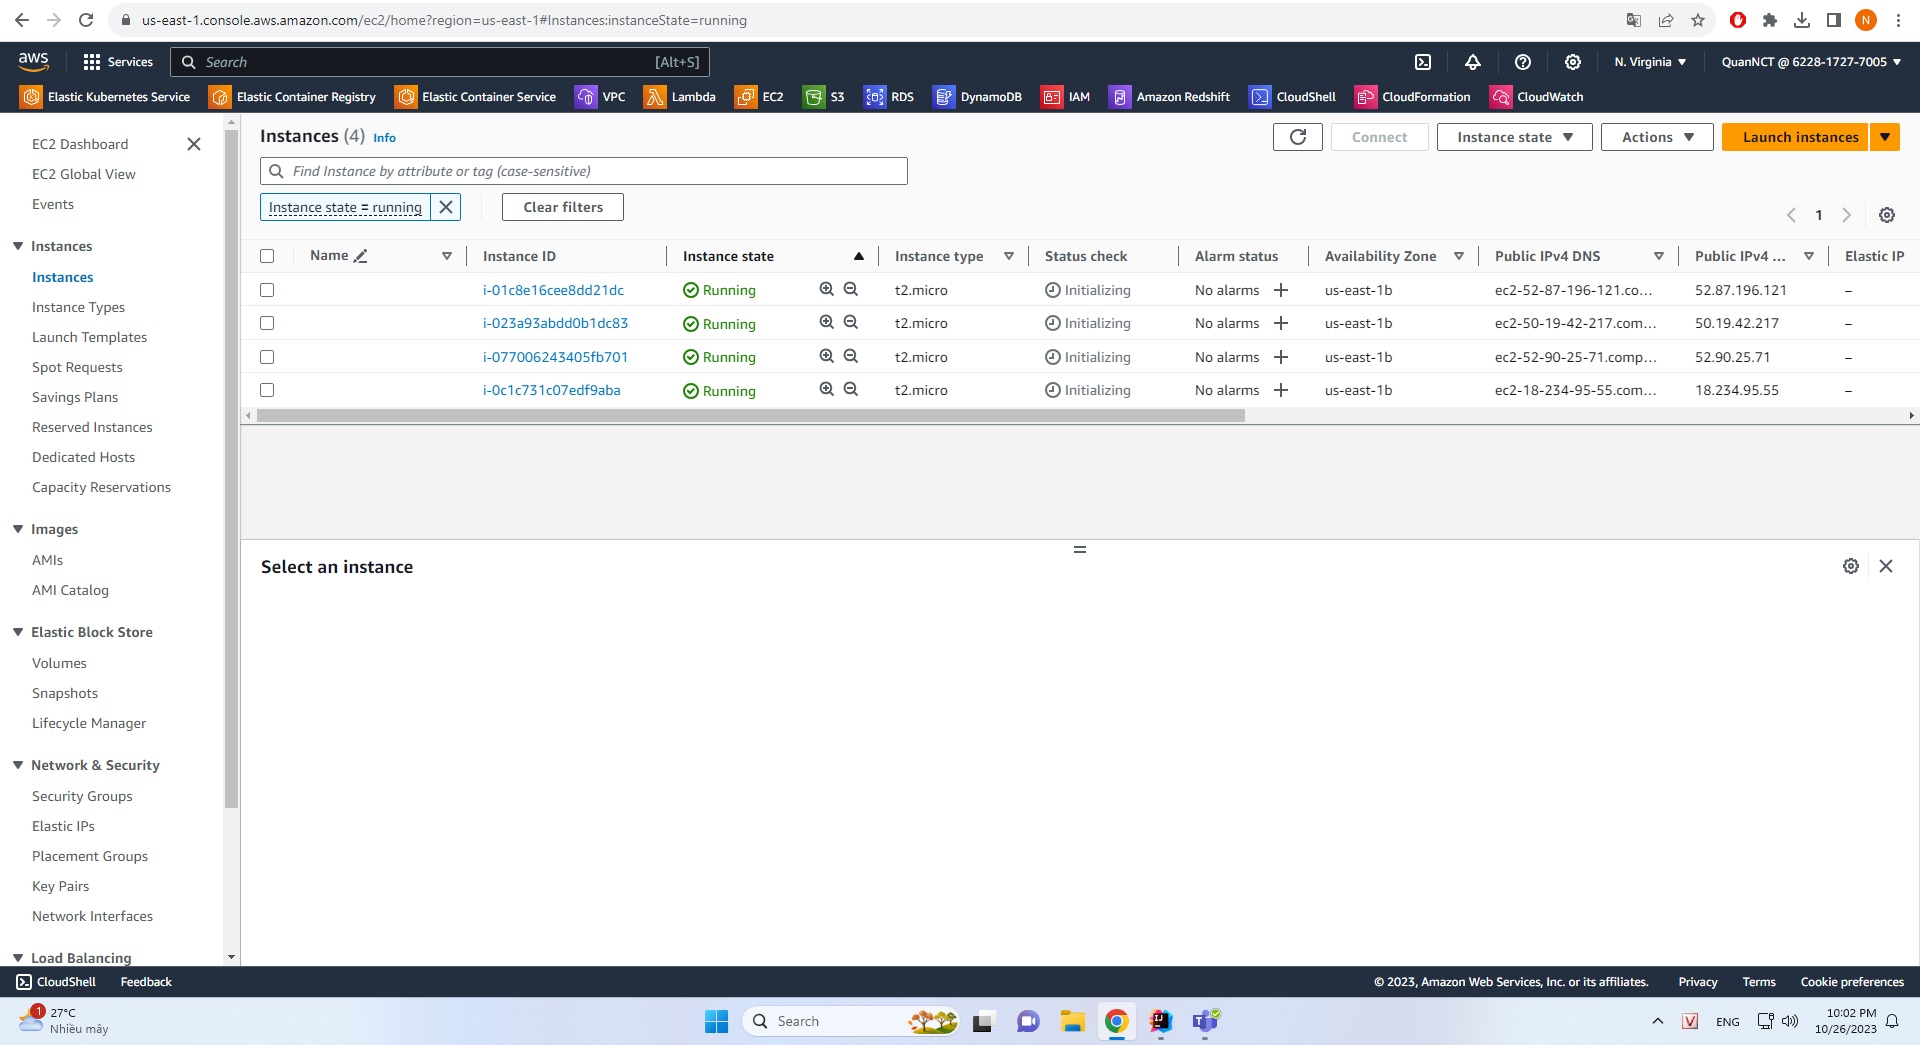 us-east-1.console.aws.amazon.com/ec2/home?region=us-east-1#Instances:instanceState=running
N
aws
Services
Search
[Alt+S]
N. Virginia
QuanNCT @ 6228-1727-7005
Elastic Kubernetes Service
Elastic Container Registry
Elastic Container Service
VPC
Lambda
EC2
S3
RDS
DynamoDB
IAM
Amazon Redshift
CloudShell
CloudFormation
CloudWatch
EC2 Dashboard
EC2 Global View
Events
Instances
Instances
Instance Types
Launch Templates
Spot Requests
Savings Plans
Reserved Instances
Dedicated Hosts
Capacity Reservations
Images
AMIs
AMI Catalog
Elastic Block Store
Volumes
Snapshots
Lifecycle Manager
Network & Security
Security Groups
Elastic IPs
Placement Groups
Key Pairs
Network Interfaces
Load Balancing
Instances (4) Info
Connect
Instance state
Actions
Launch instances
Find Instance by attribute or tag (case-sensitive)
Instance state = running
Clear filters
1
Name Instance ID Instance state Instance type Status check Alarm status Availability Zone Public IPv4 DNS Public IPv4 ... Elastic IP
i-01c8e16cee8dd21dc Running t2.micro Initializing No alarms + us-east-1b ec2-52-87-196-121.co... 52.87.196.121 –
i-023a93abdd0b1dc83 Running t2.micro Initializing No alarms + us-east-1b ec2-50-19-42-217.com... 50.19.42.217 –
i-077006243405fb701 Running t2.micro Initializing No alarms + us-east-1b ec2-52-90-25-71.comp... 52.90.25.71 –
i-0c1c731c07edf9aba Running t2.micro Initializing No alarms + us-east-1b ec2-18-234-95-55.com... 18.234.95.55 –
Select an instance
CloudShell
Feedback
© 2023, Amazon Web Services, Inc. or its affiliates.
Privacy
Terms
Cookie preferences
1
27°C
Nhiều mây
Search
V
ENG
10:02 PM
10/26/2023